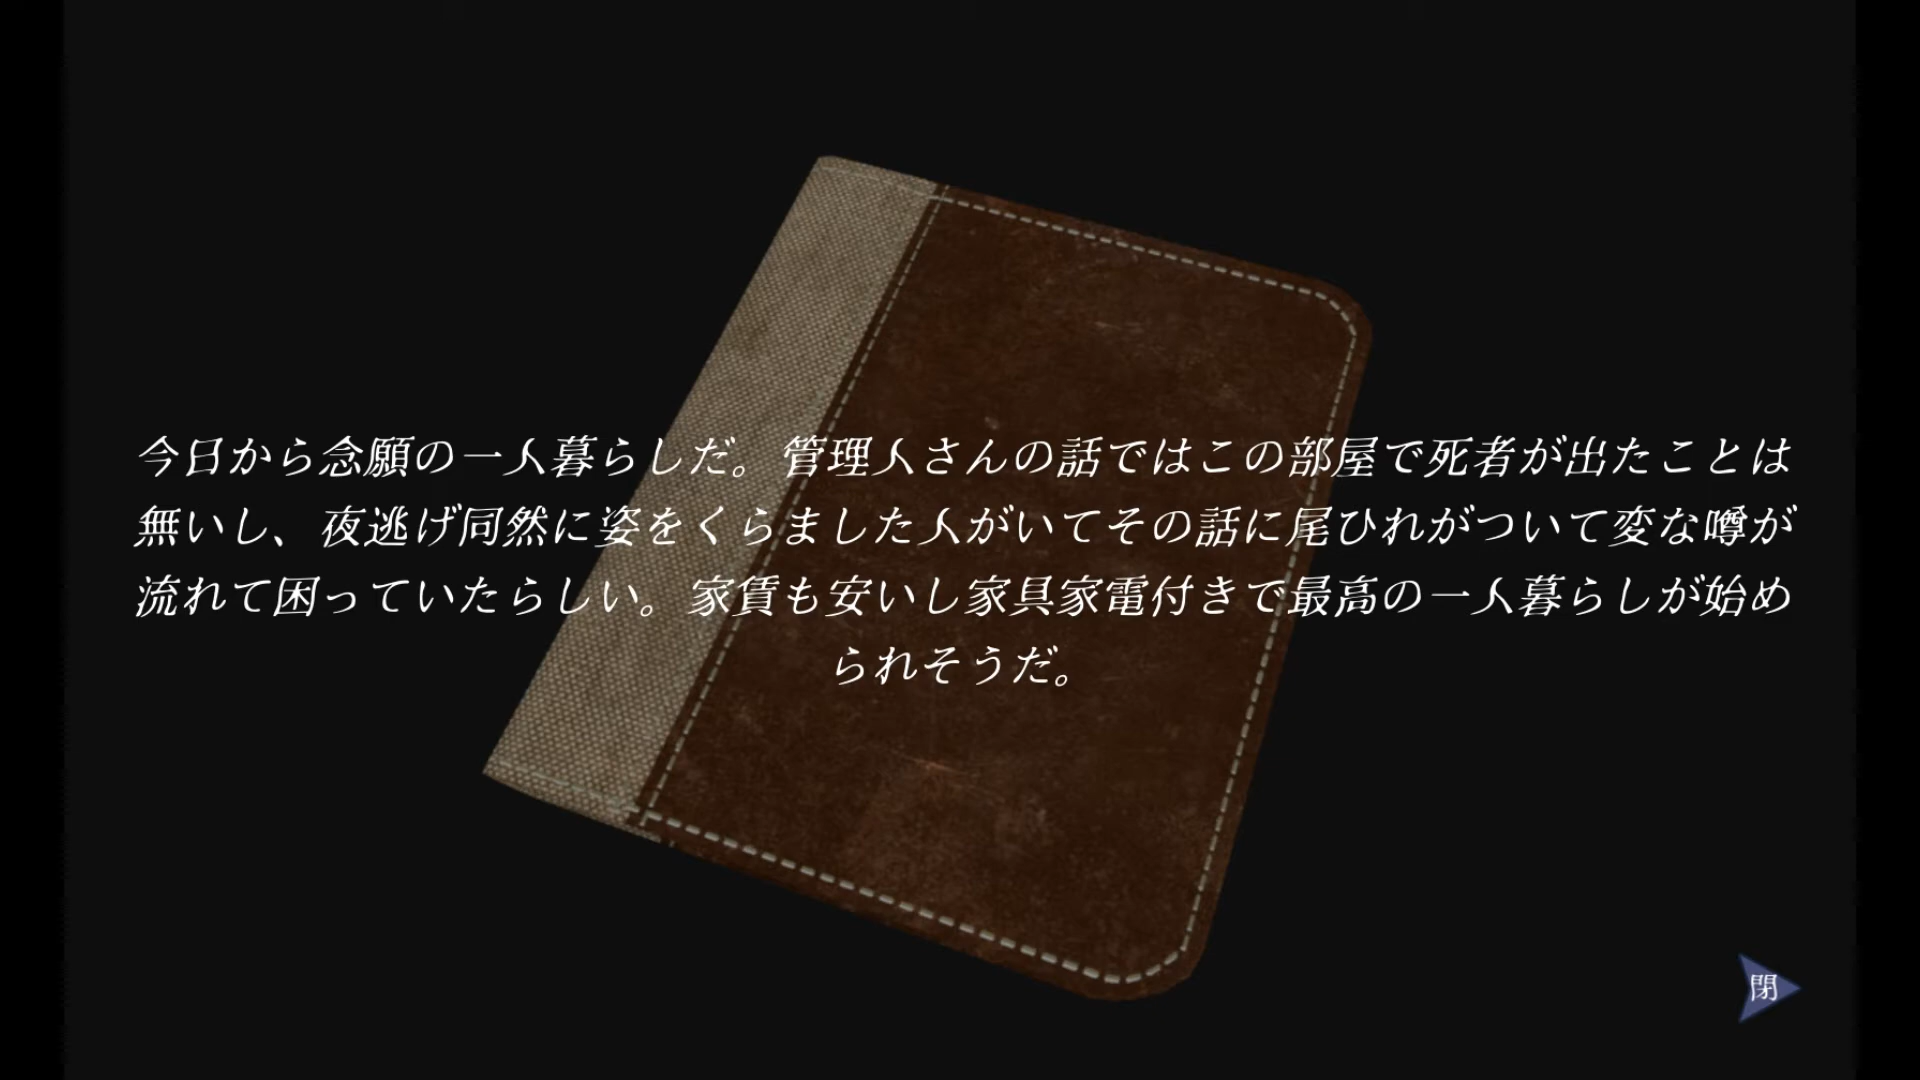 今日から念願の一人暮らしだ。管理人さんの話ではこの部屋で死者が出たことは
無いし、夜逃げ同然に姿をくらました人がいてその話に尾ひれがついて変な噂が
流れて困っていたらしい。家賃も安いし家具家電付きで最高の一人暮らしが始め
られそうだ。
閉